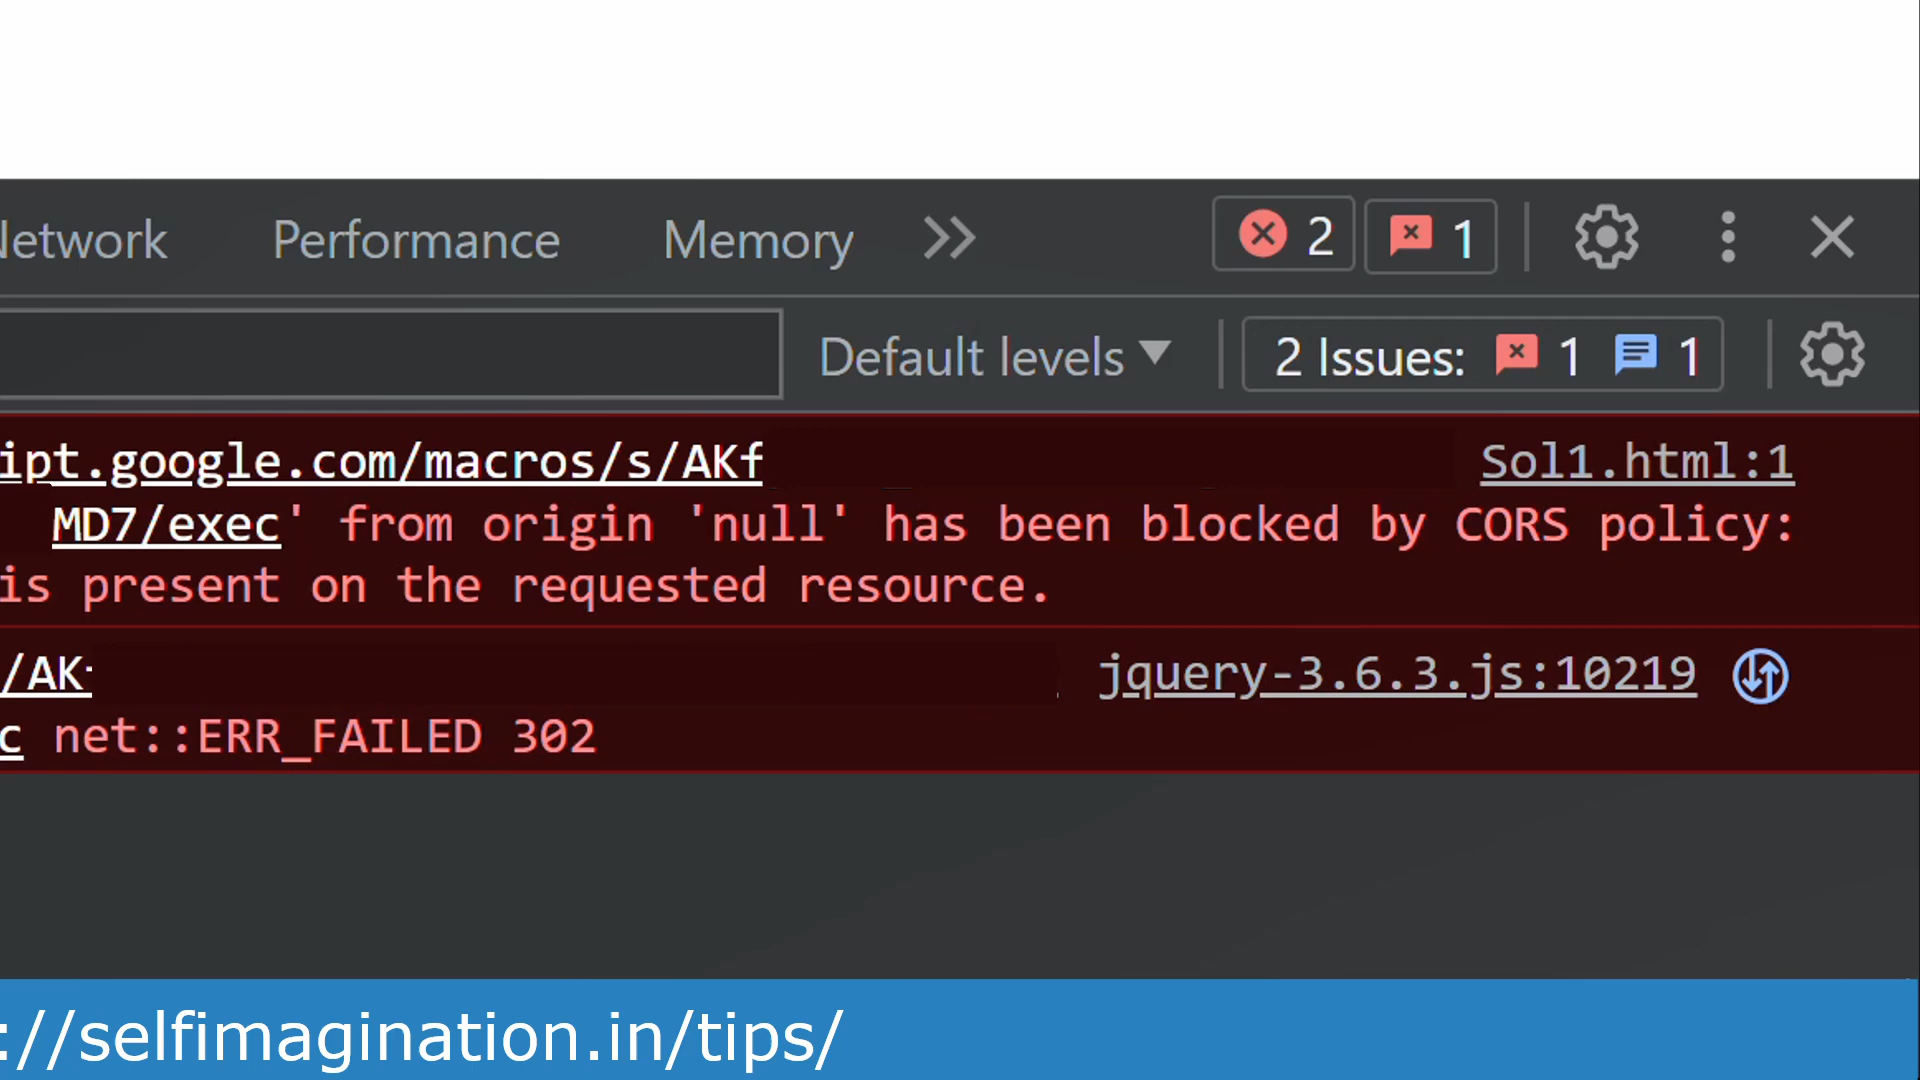 Network Performance Memory 2 1
Default levels ▼ 2 Issues: 1 1
ipt.google.com/macros/s/AKf Sol1.html:1
MD7/exec' from origin 'null' has been blocked by CORS policy:
is present on the requested resource.
/AK jquery-3.6.3.js:10219
c net::ERR_FAILED 302
://selfimagination.in/tips/